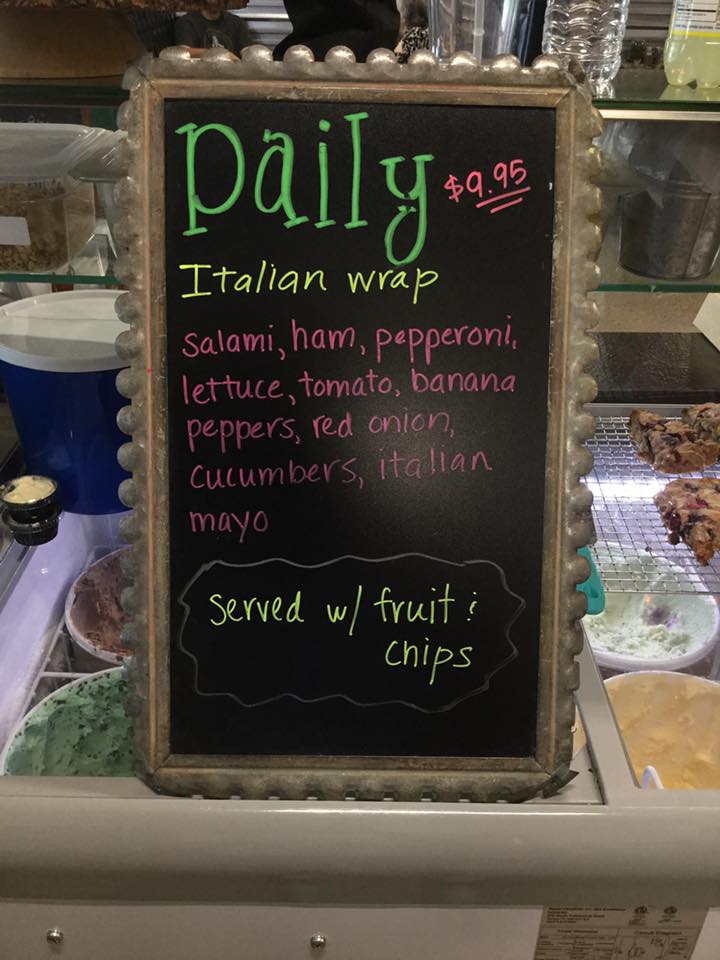 Daily $9.95
Italian wrap
salami, ham, pepperoni,
lettuce, tomato, banana
peppers, red onion,
cucumbers, italian
mayo
served w/ fruit &
chips